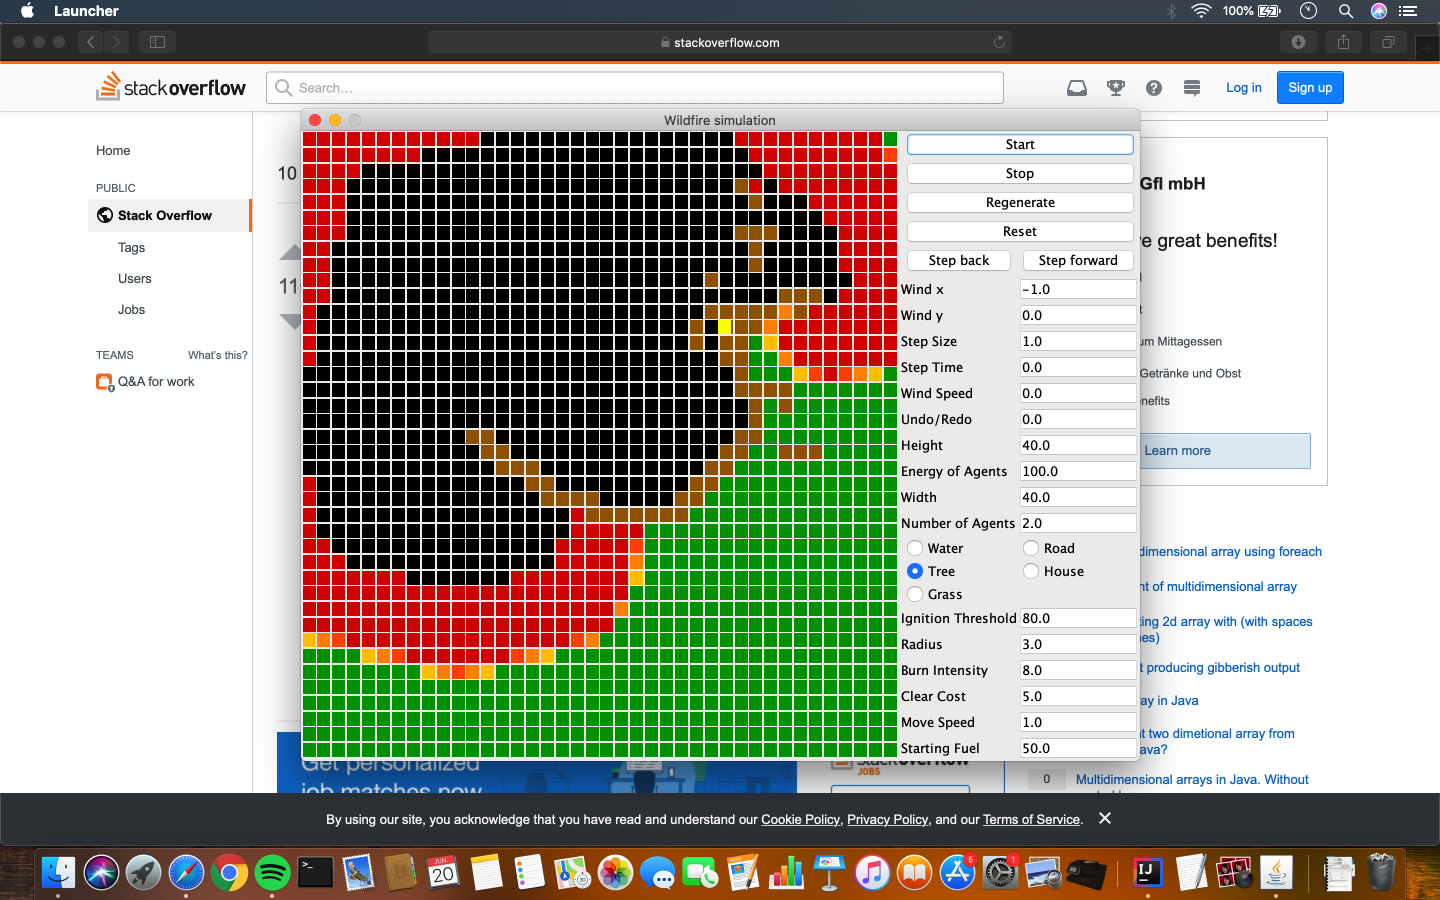 Launcher
100%
stackoverflow.com
stackoverflow
Search...
Log in
Sign up
Home
PUBLIC
Stack Overflow
Tags
Users
Jobs
TEAMS
What's this?
Q&A for work
10
11
Wildfire simulation
Start
Stop
Regenerate
Reset
Step back
Step forward
Wind x
-1.0
Wind y
0.0
Step Size
1.0
Step Time
0.0
Wind Speed
0.0
Undo/Redo
0.0
Height
40.0
Energy of Agents
100.0
Width
40.0
Number of Agents
2.0
Water
Road
Tree
House
Grass
Ignition Threshold
80.0
Radius
3.0
Burn Intensity
8.0
Clear Cost
5.0
Move Speed
1.0
Starting Fuel
50.0
GfI mbH
e great benefits!
t
um Mittagessen
Getränke und Obst
enefits
Learn more
dimensional array using foreach
nt of multidimensional array
ting 2d array with (with spaces
es)
t producing gibberish output
ay in Java
t two dimetional array from
ava?
0
Multidimensional arrays in Java. Without
Get personalized
job matches now
stackoverflow
JOBS
By using our site, you acknowledge that you have read and understand our Cookie Policy, Privacy Policy, and our Terms of Service.
JUN
20
5
1
IJ